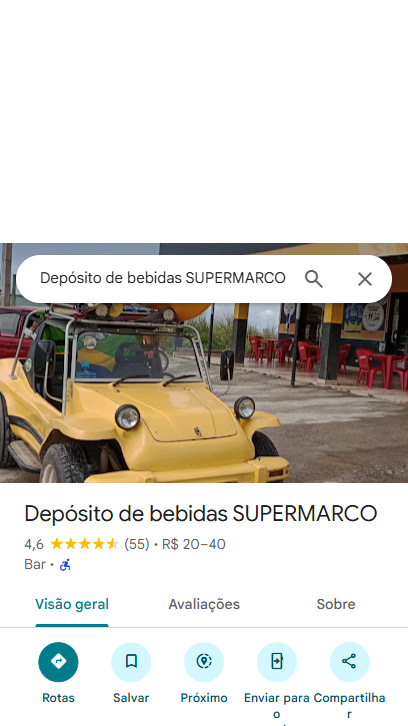 Depósito de bebidas SUPERMARCO
Depósito de bebidas SUPERMARCO
4,6 (55) • R$ 20–40
Bar •
Visão geral
Avaliações
Sobre
Rotas
Salvar
Próximo
Enviar para
o
Compartilha
r